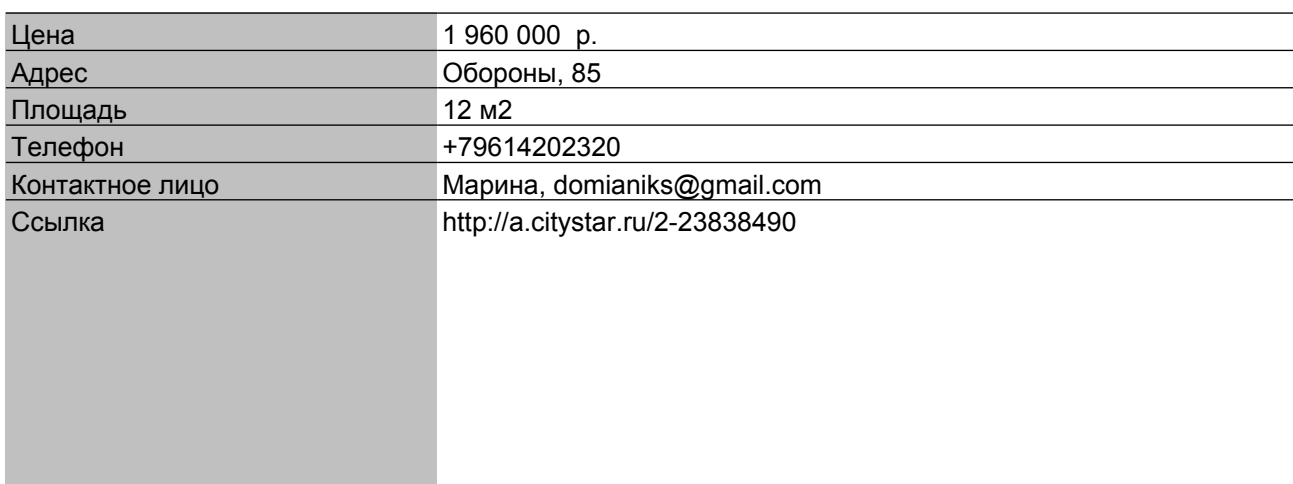 Цена 1 960 000 р.
Адрес Обороны, 85
Площадь 12 м2
Телефон +79614202320
Контактное лицо Марина, domianiks@gmail.com
Ссылка http://a.citystar.ru/2-23838490